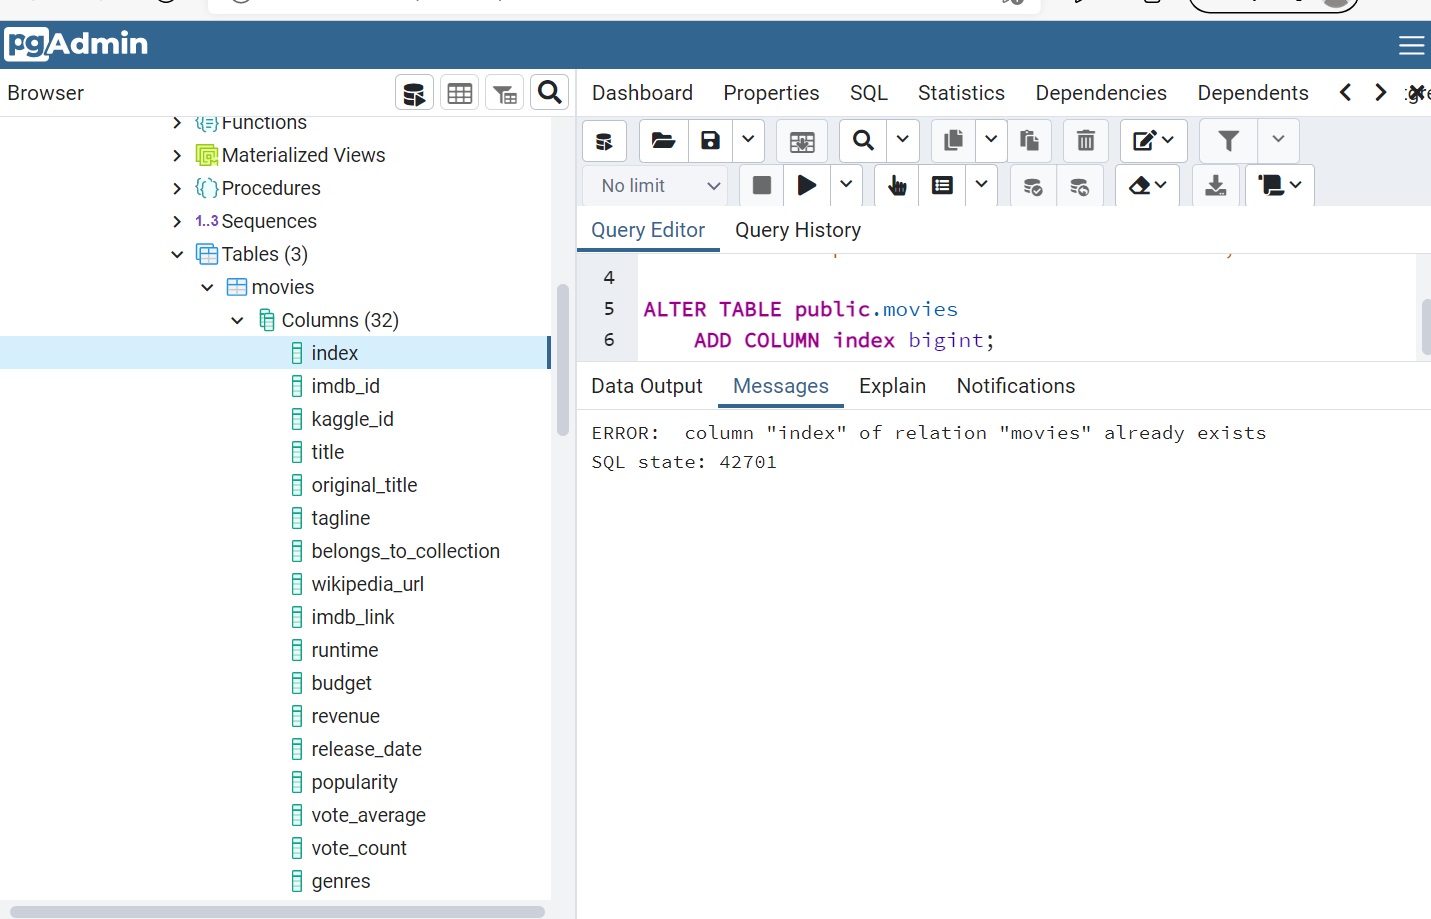 pgAdmin
Browser
Dashboard Properties SQL Statistics Dependencies Dependents
Functions
Materialized Views
Procedures
1..3 Sequences
Tables (3)
movies
Columns (32)
index
imdb_id
kaggle_id
title
original_title
tagline
belongs_to_collection
wikipedia_url
imdb_link
runtime
budget
revenue
release_date
popularity
vote_average
vote_count
genres
No limit
Query Editor Query History
4
5 ALTER TABLE public.movies
6 ADD COLUMN index bigint;
Data Output Messages Explain Notifications
ERROR: column "index" of relation "movies" already exists
SQL state: 42701